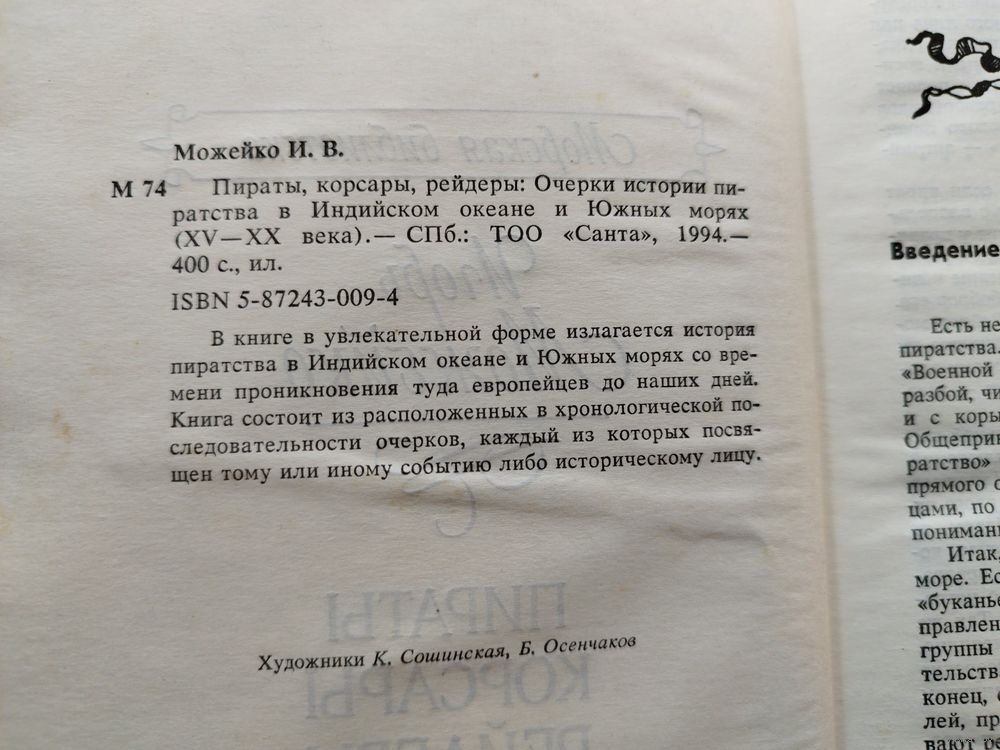 Можейко И. В.
М 74 Пираты, корсары, рейдеры: Очерки истории пи-
ратства в Индийском океане и Южных морях
(XV—XX века).— СПб.: ТОО «Санта», 1994.—
400 с., ил.
ISBN 5-87243-009-4
В книге в увлекательной форме излагается история
пиратства в Индийском океане и Южных морях со вре-
мени проникновения туда европейцев до наших дней.
Книга состоит из расположенных в хронологической по-
следовательности очерков, каждый из которых посвя-
щен тому или иному событию либо историческому лицу.
Художники К. Сошинская, Б. Осенчаков
ПИРАТЫ
КОРСАРЫ
РЕЙДЕРЫ
Введение
Есть не
пиратства.
«Военной
разбой, чи
и с коры
Общеприн
ратство»
прямого о
цами, по
пониман
Итак,
море. Ес
«буканье
правлен
группы
тельств
конец, с
лей, пр
вают